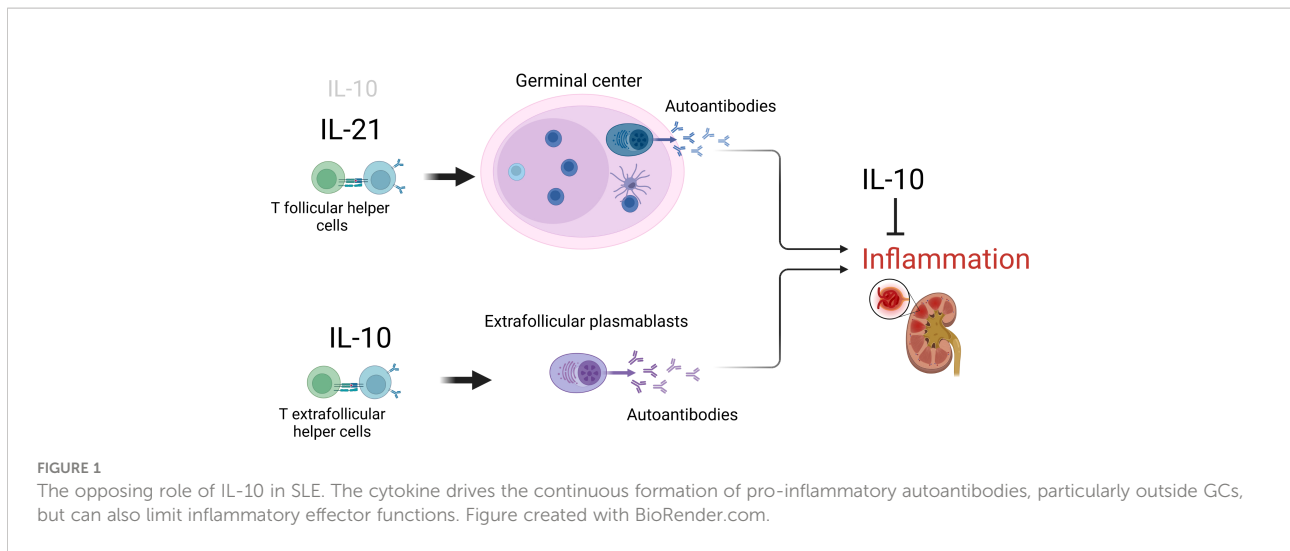 IL-10
IL-21
T follicular helper
cells
Germinal center
Autoantibodies
IL-10
Inflammation
IL-10
T extrafollicular
helper cells
Extrafollicular plasmablasts
Autoantibodies
FIGURE 1
The opposing role of IL-10 in SLE. The cytokine drives the continuous formation of pro-inflammatory autoantibodies, particularly outside GCs,
but can also limit inflammatory effector functions. Figure created with BioRender.com.